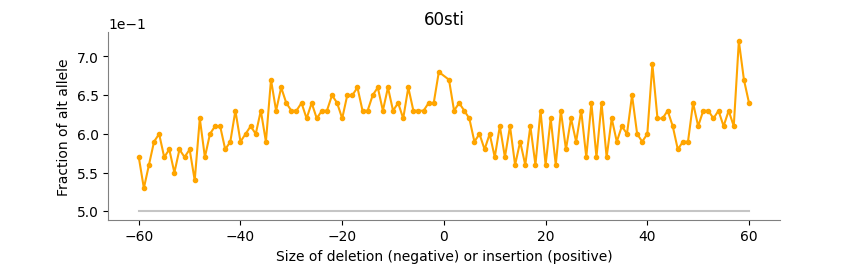 60sti
1e−1
Fraction of alt allele
7.0
6.5
6.0
5.5
5.0
−60 −40 −20 0 20 40 60
Size of deletion (negative) or insertion (positive)